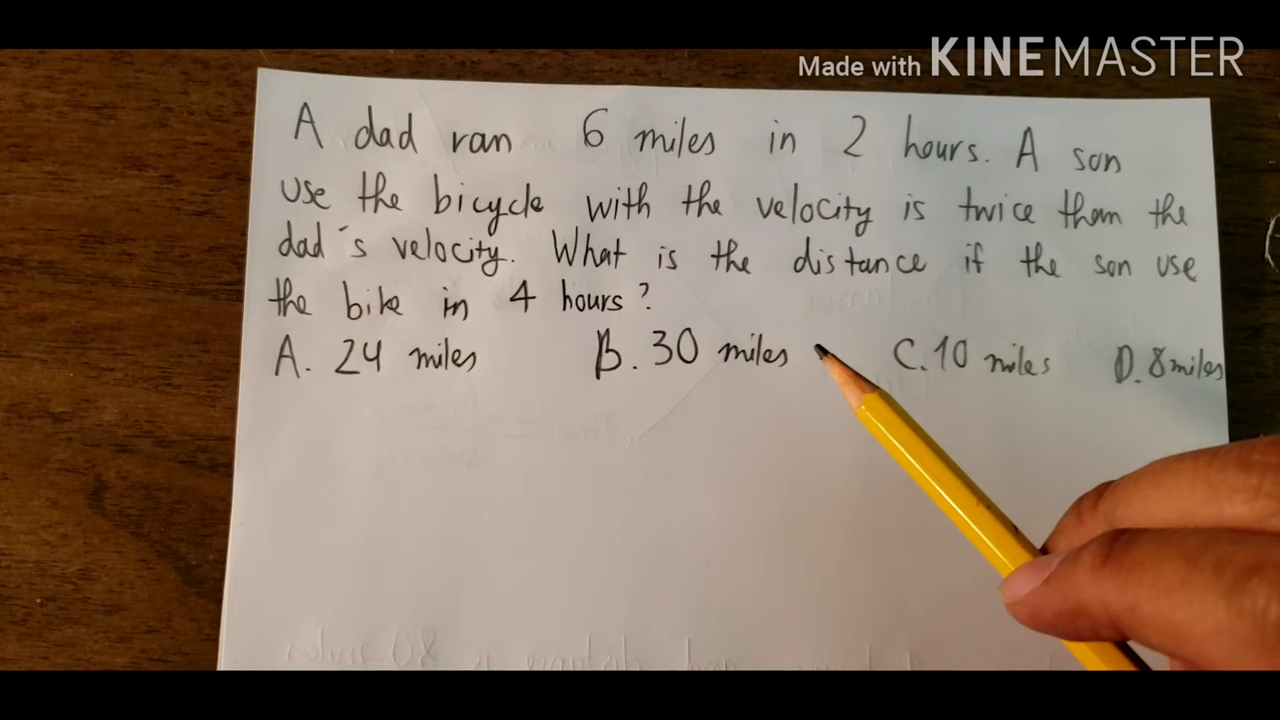 Made with KINEMASTER
A dad ran 6 miles in 2 hours. A son
use the bicycle with the velocity is twice than the
dad's velocity. What is the distance if the son use
the bike in 4 hours?
A. 24 miles B. 30 miles C. 10 miles D. 8 miles